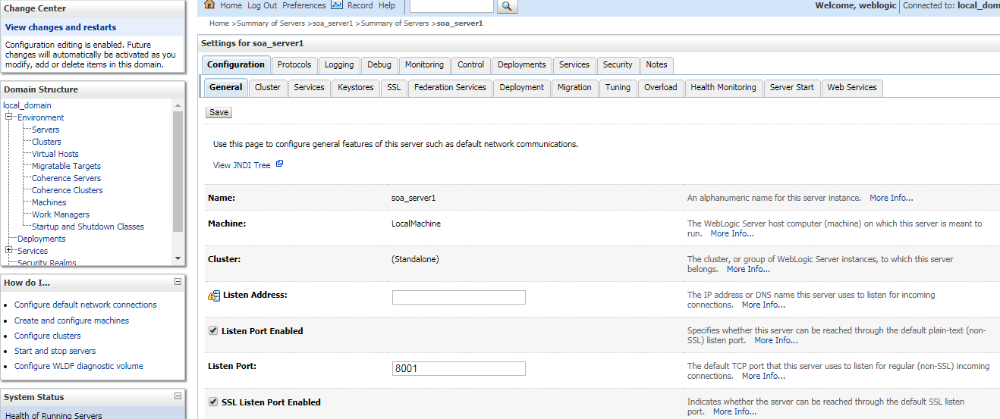 Change Center
View changes and restarts
Configuration editing is enabled. Future
changes will automatically be activated as you
modify, add or delete items in this domain.
Domain Structure
local_domain
Environment
Servers
Clusters
Virtual Hosts
Migratable Targets
Coherence Servers
Coherence Clusters
Machines
Work Managers
Startup and Shutdown Classes
Deployments
Services
Security Realms
How do I...
Configure default network connections
Create and configure machines
Configure clusters
Start and stop servers
Configure WLDF diagnostic volume
System Status
Health of Running Servers
Home Log Out Preferences Record Help
Welcome, weblogic Connected to: local_dom
Home >Summary of Servers >soa_server1 >Summary of Servers >soa_server1
Settings for soa_server1
Configuration Protocols Logging Debug Monitoring Control Deployments Services Security Notes
General Cluster Services Keystores SSL Federation Services Deployment Migration Tuning Overload Health Monitoring Server Start Web Services
Save
Use this page to configure general features of this server such as default network communications.
View JNDI Tree
Name: soa_server1 An alphanumeric name for this server instance. More Info...
Machine: LocalMachine The WebLogic Server host computer (machine) on which this server is meant to
run. More Info...
Cluster: (Standalone) The cluster, or group of WebLogic Server instances, to which this server
belongs. More Info...
Listen Address: The IP address or DNS name this server uses to listen for incoming
connections. More Info...
Listen Port Enabled Specifies whether this server can be reached through the default plain-text (non-
SSL) listen port. More Info...
Listen Port: 8001 The default TCP port that this server uses to listen for regular (non-SSL) incoming
connections. More Info...
SSL Listen Port Enabled Indicates whether the server can be reached through the default SSL listen
port. More Info...